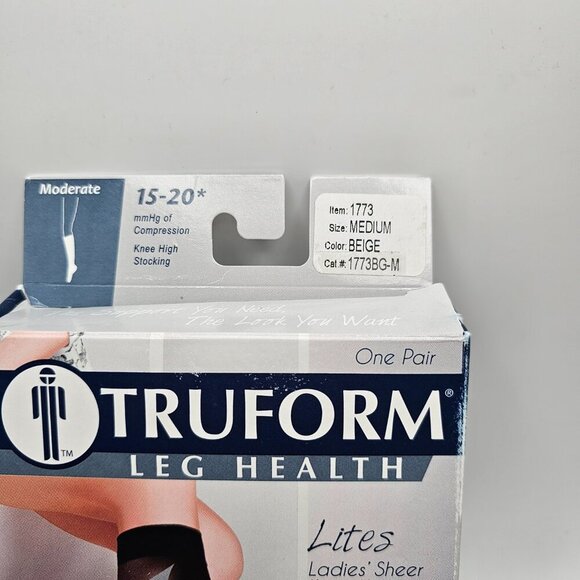 Moderate
15-20*
mmHg of
Compression
Knee High
Stocking
Item: 1773
Size: MEDIUM
Color: BEIGE
Cat #: 1773BG-M
The Support You Need,
The Look You Want
One Pair
TRUFORM®
TM
LEG HEALTH
Lites
Ladies' Sheer